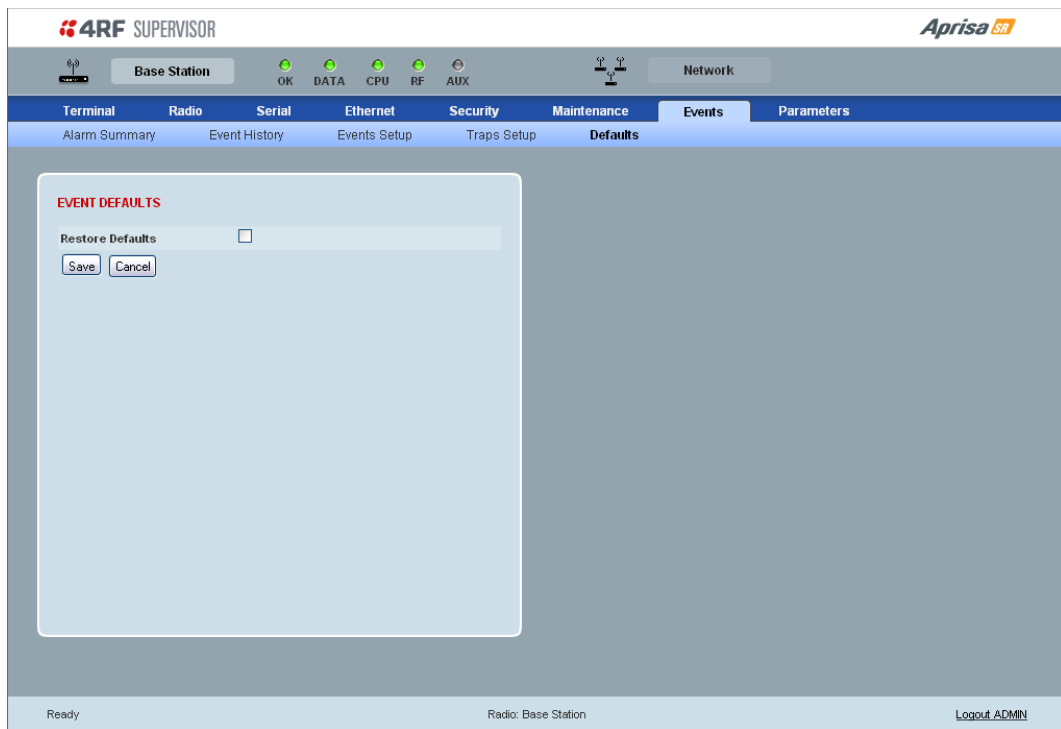 4RF SUPERVISOR
Aprisa SR
Base Station
OK DATA CPU RF AUX
Network
Terminal Radio Serial Ethernet Security Maintenance Events Parameters
Alarm Summary Event History Events Setup Traps Setup Defaults
EVENT DEFAULTS
Restore Defaults
Save Cancel
Ready Radio: Base Station Logout ADMIN